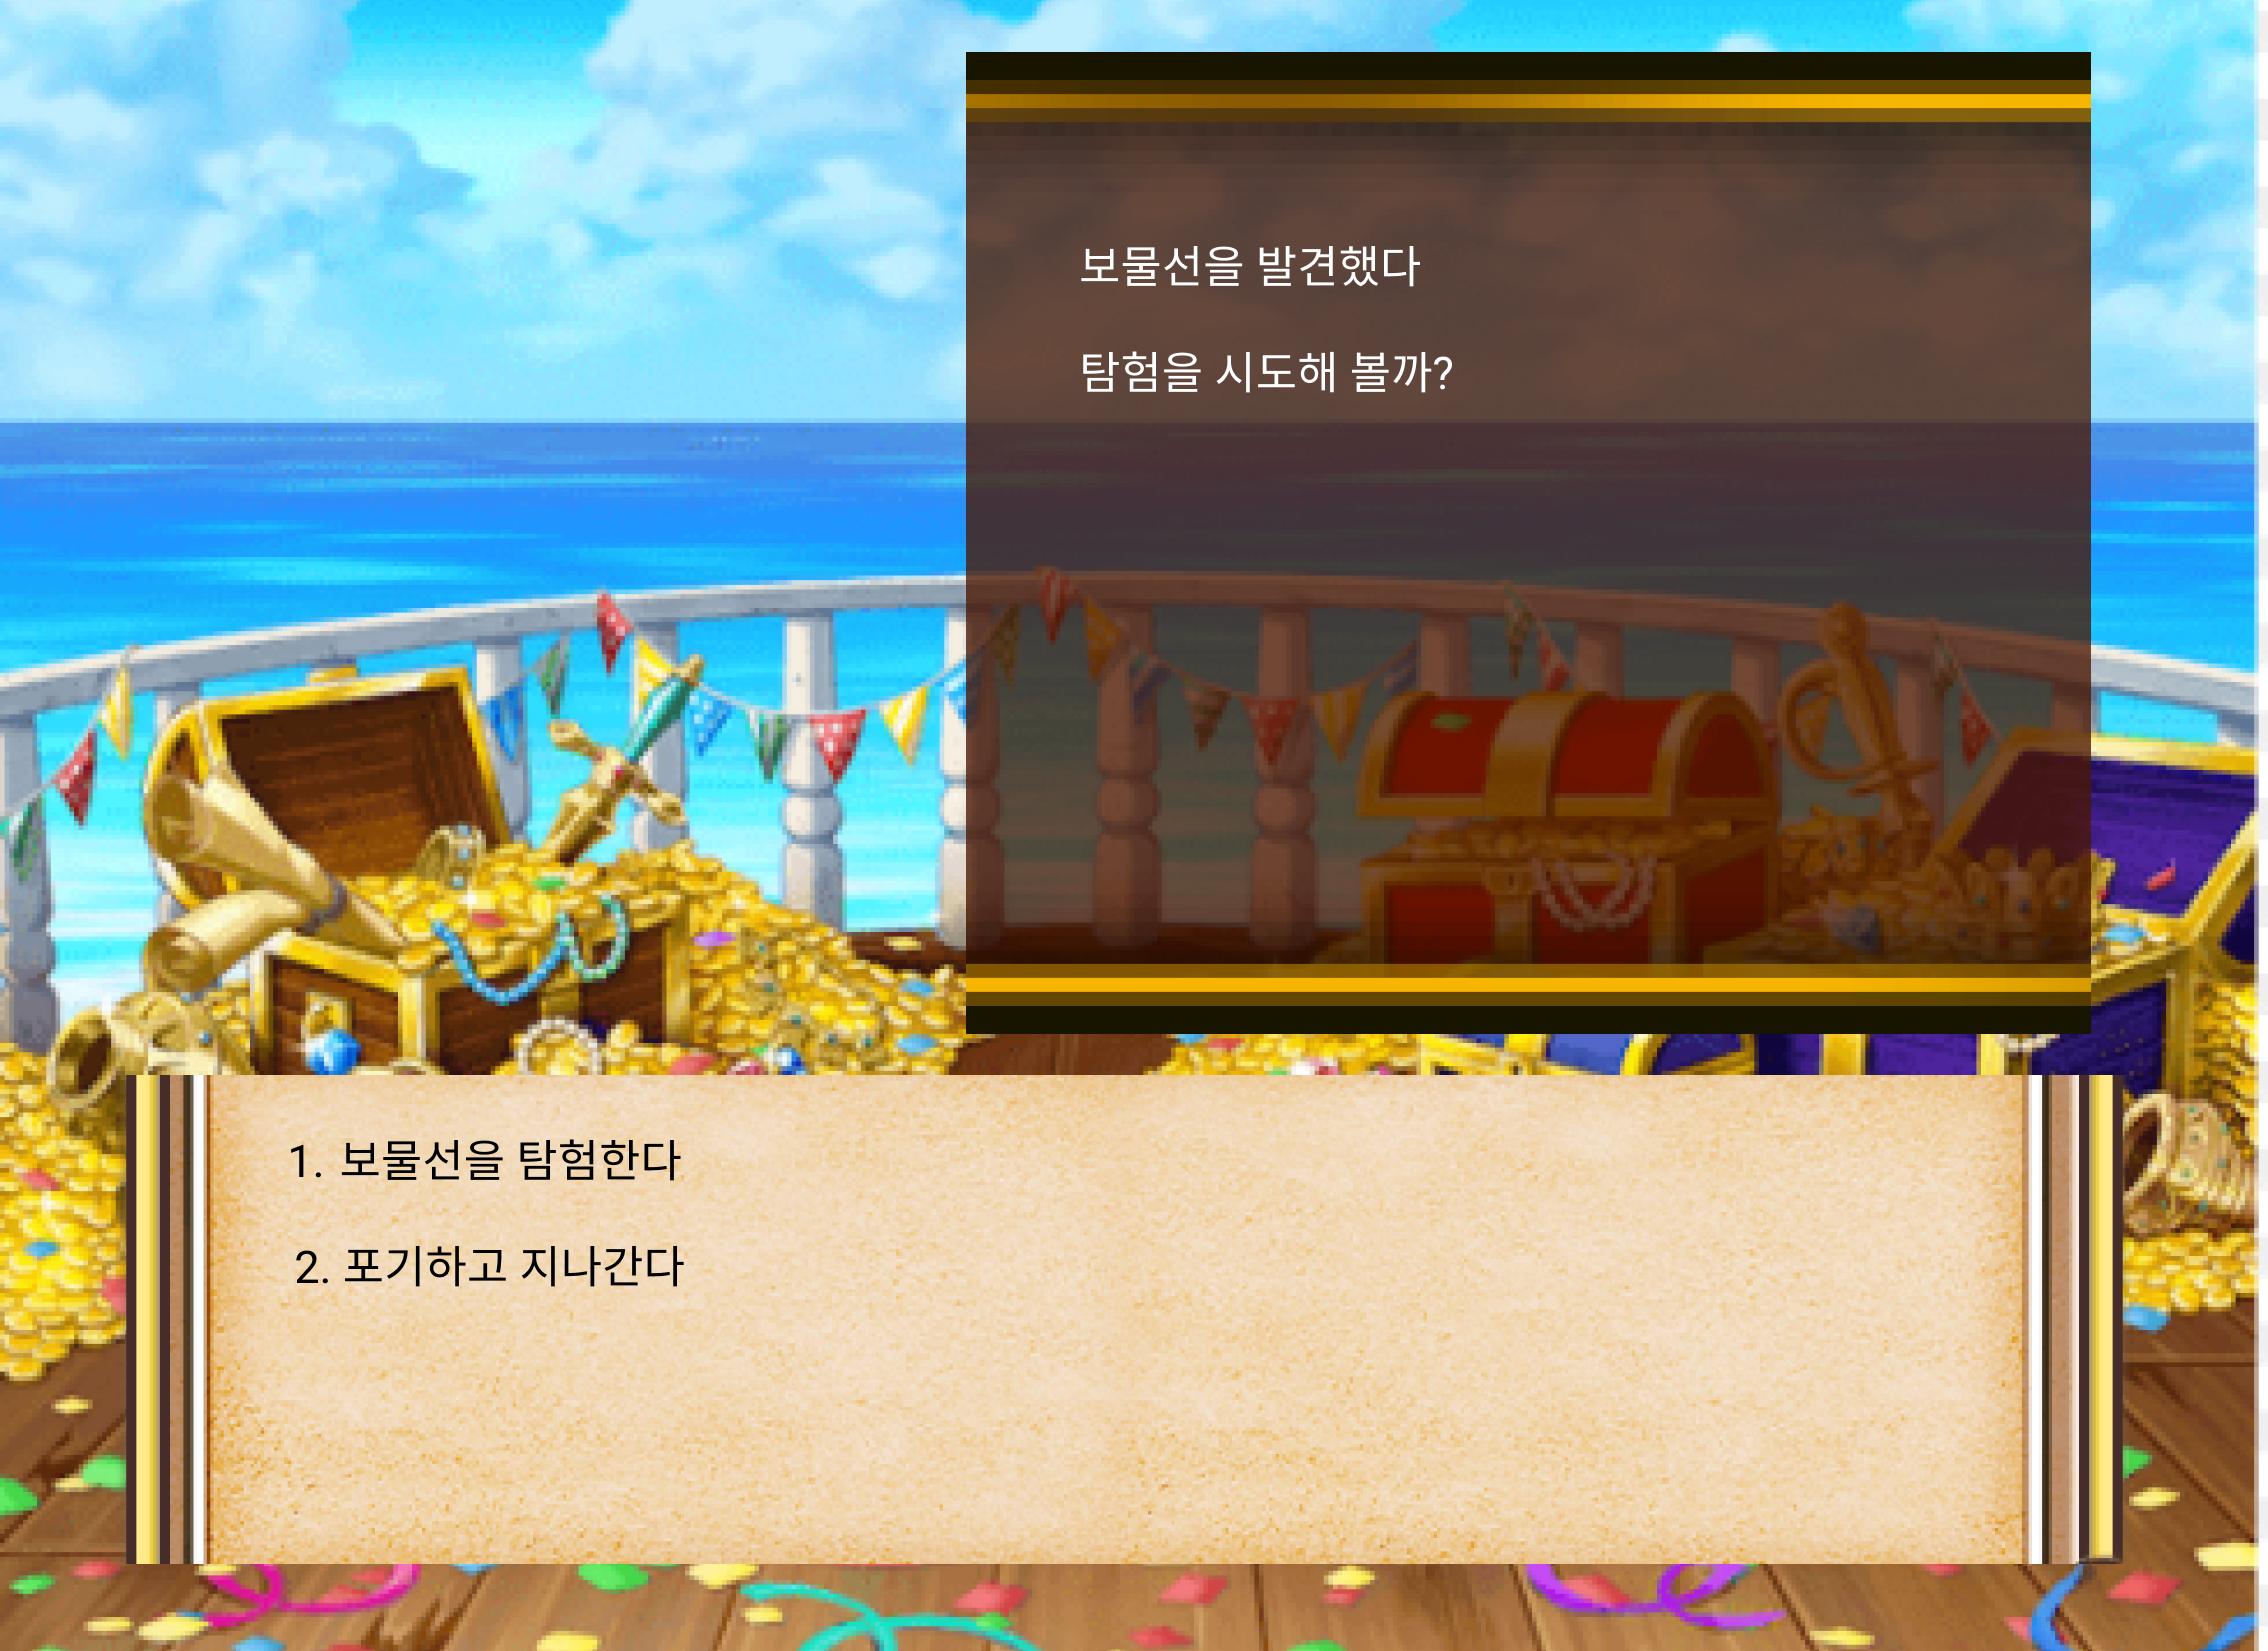 보물선을 발견했다
탐험을 시도해 볼까?
1. 보물선을 탐험한다
2. 포기하고 지나간다